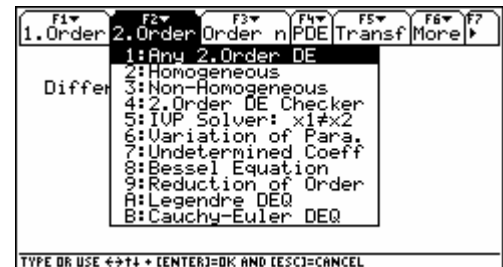 F1▾ F2▾ F3▾ F4▾ F5▾ F6▾ F7
1.Order 2.Order Order n PDE Transf More ▸
1:Any 2.Order DE
2:Homogeneous
Differ 3:Non-Homogeneous
4:2.Order DE Checker
5:IVP Solver: x1≠x2
6:Variation of Para.
7:Undetermined Coeff
8:Bessel Equation
9:Reduction of Order
A:Legendre DEQ
B:Cauchy-Euler DEQ
TYPE OR USE ←→↑↓ + [ENTER]=OK AND [ESC]=CANCEL